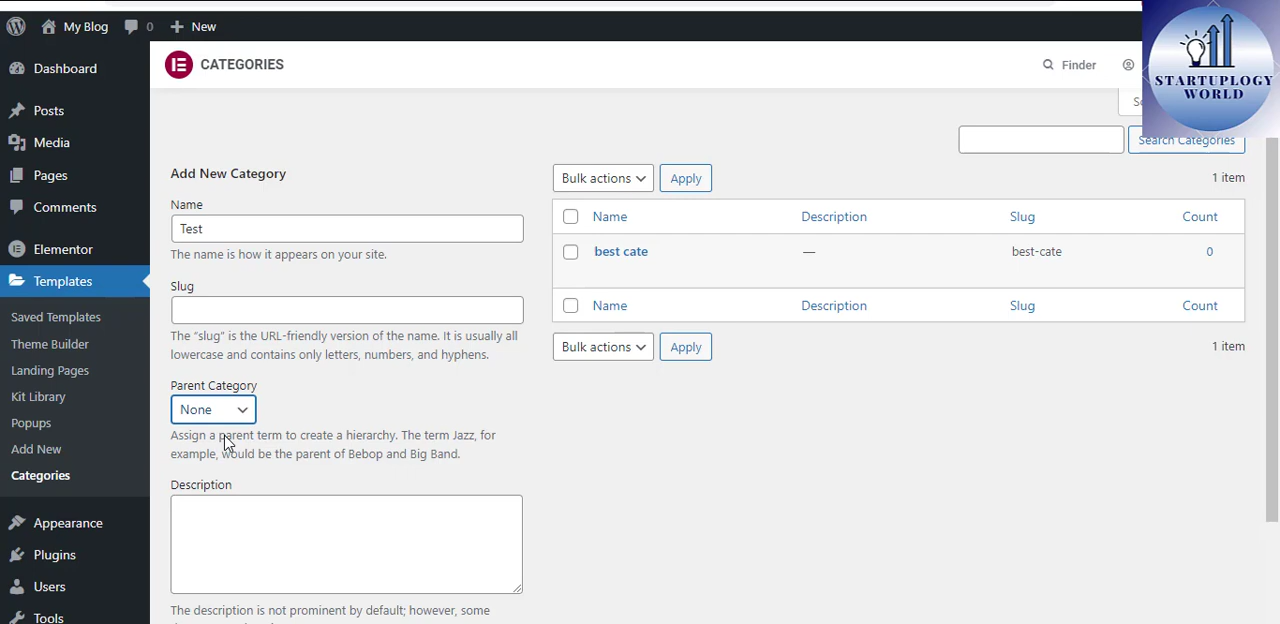 My Blog
0
New
CATEGORIES
Finder
STARTUPLOGY
WORLD
Dashboard
Posts
Media
Pages
Comments
Elementor
Templates
Saved Templates
Theme Builder
Landing Pages
Kit Library
Popups
Add New
Categories
Appearance
Plugins
Users
Tools
Search Categories
Add New Category
Name
Test
The name is how it appears on your site.
Slug
The “slug” is the URL-friendly version of the name. It is usually all
lowercase and contains only letters, numbers, and hyphens.
Parent Category
None
Assign a parent term to create a hierarchy. The term Jazz, for
example, would be the parent of Bebop and Big Band.
Description
The description is not prominent by default; however, some
Bulk actions
Apply
1 item
Name Description Slug Count
best cate — best-cate 0
Name Description Slug Count
Bulk actions
Apply
1 item